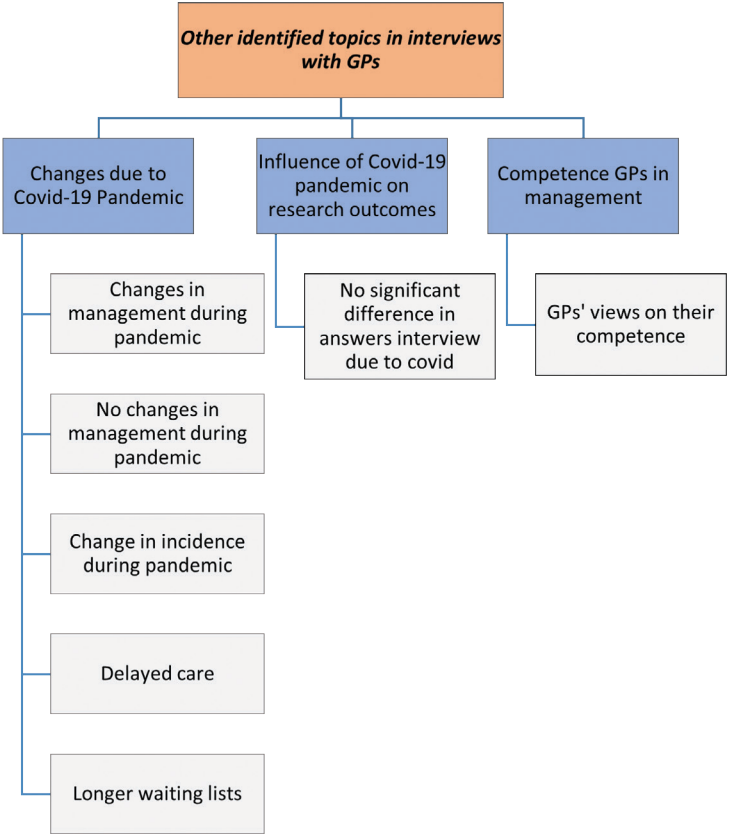 Other identified topics in interviews
with GPs
Changes due to
Covid-19 Pandemic
Influence of Covid-19
pandemic on
research outcomes
Competence GPs in
management
Changes in
management during
pandemic
No changes in
management during
pandemic
Change in incidence
during pandemic
Delayed care
Longer waiting lists
No significant
difference in
answers interview
due to covid
GPs' views on their
competence